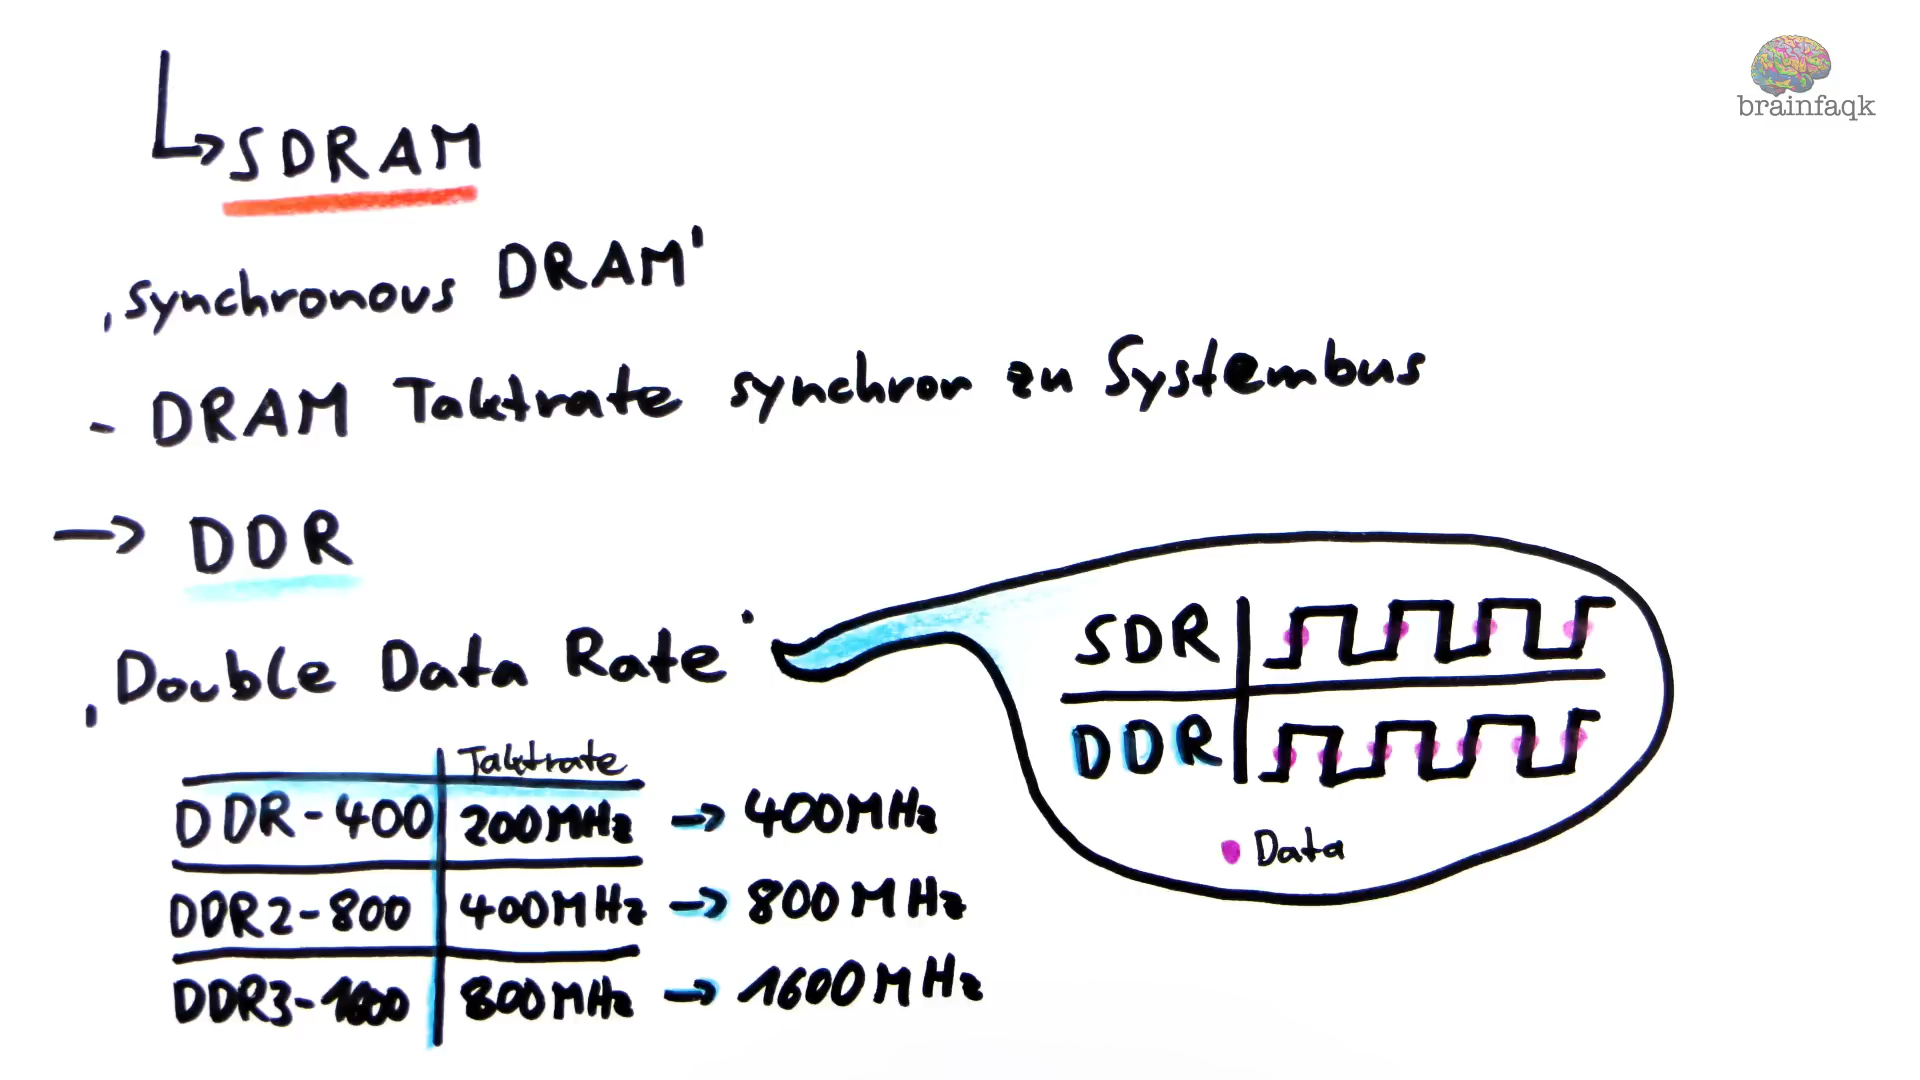 brainfaqk
↳ SDRAM
‚synchronous DRAM'
- DRAM Taktrate synchron zu Systembus
→ DDR
‚Double Data Rate'
SDR
DDR
Data
Taktrate
DDR-400 200MHz → 400MHz
DDR2-800 400MHz → 800MHz
DDR3-1600 800MHz → 1600MHz